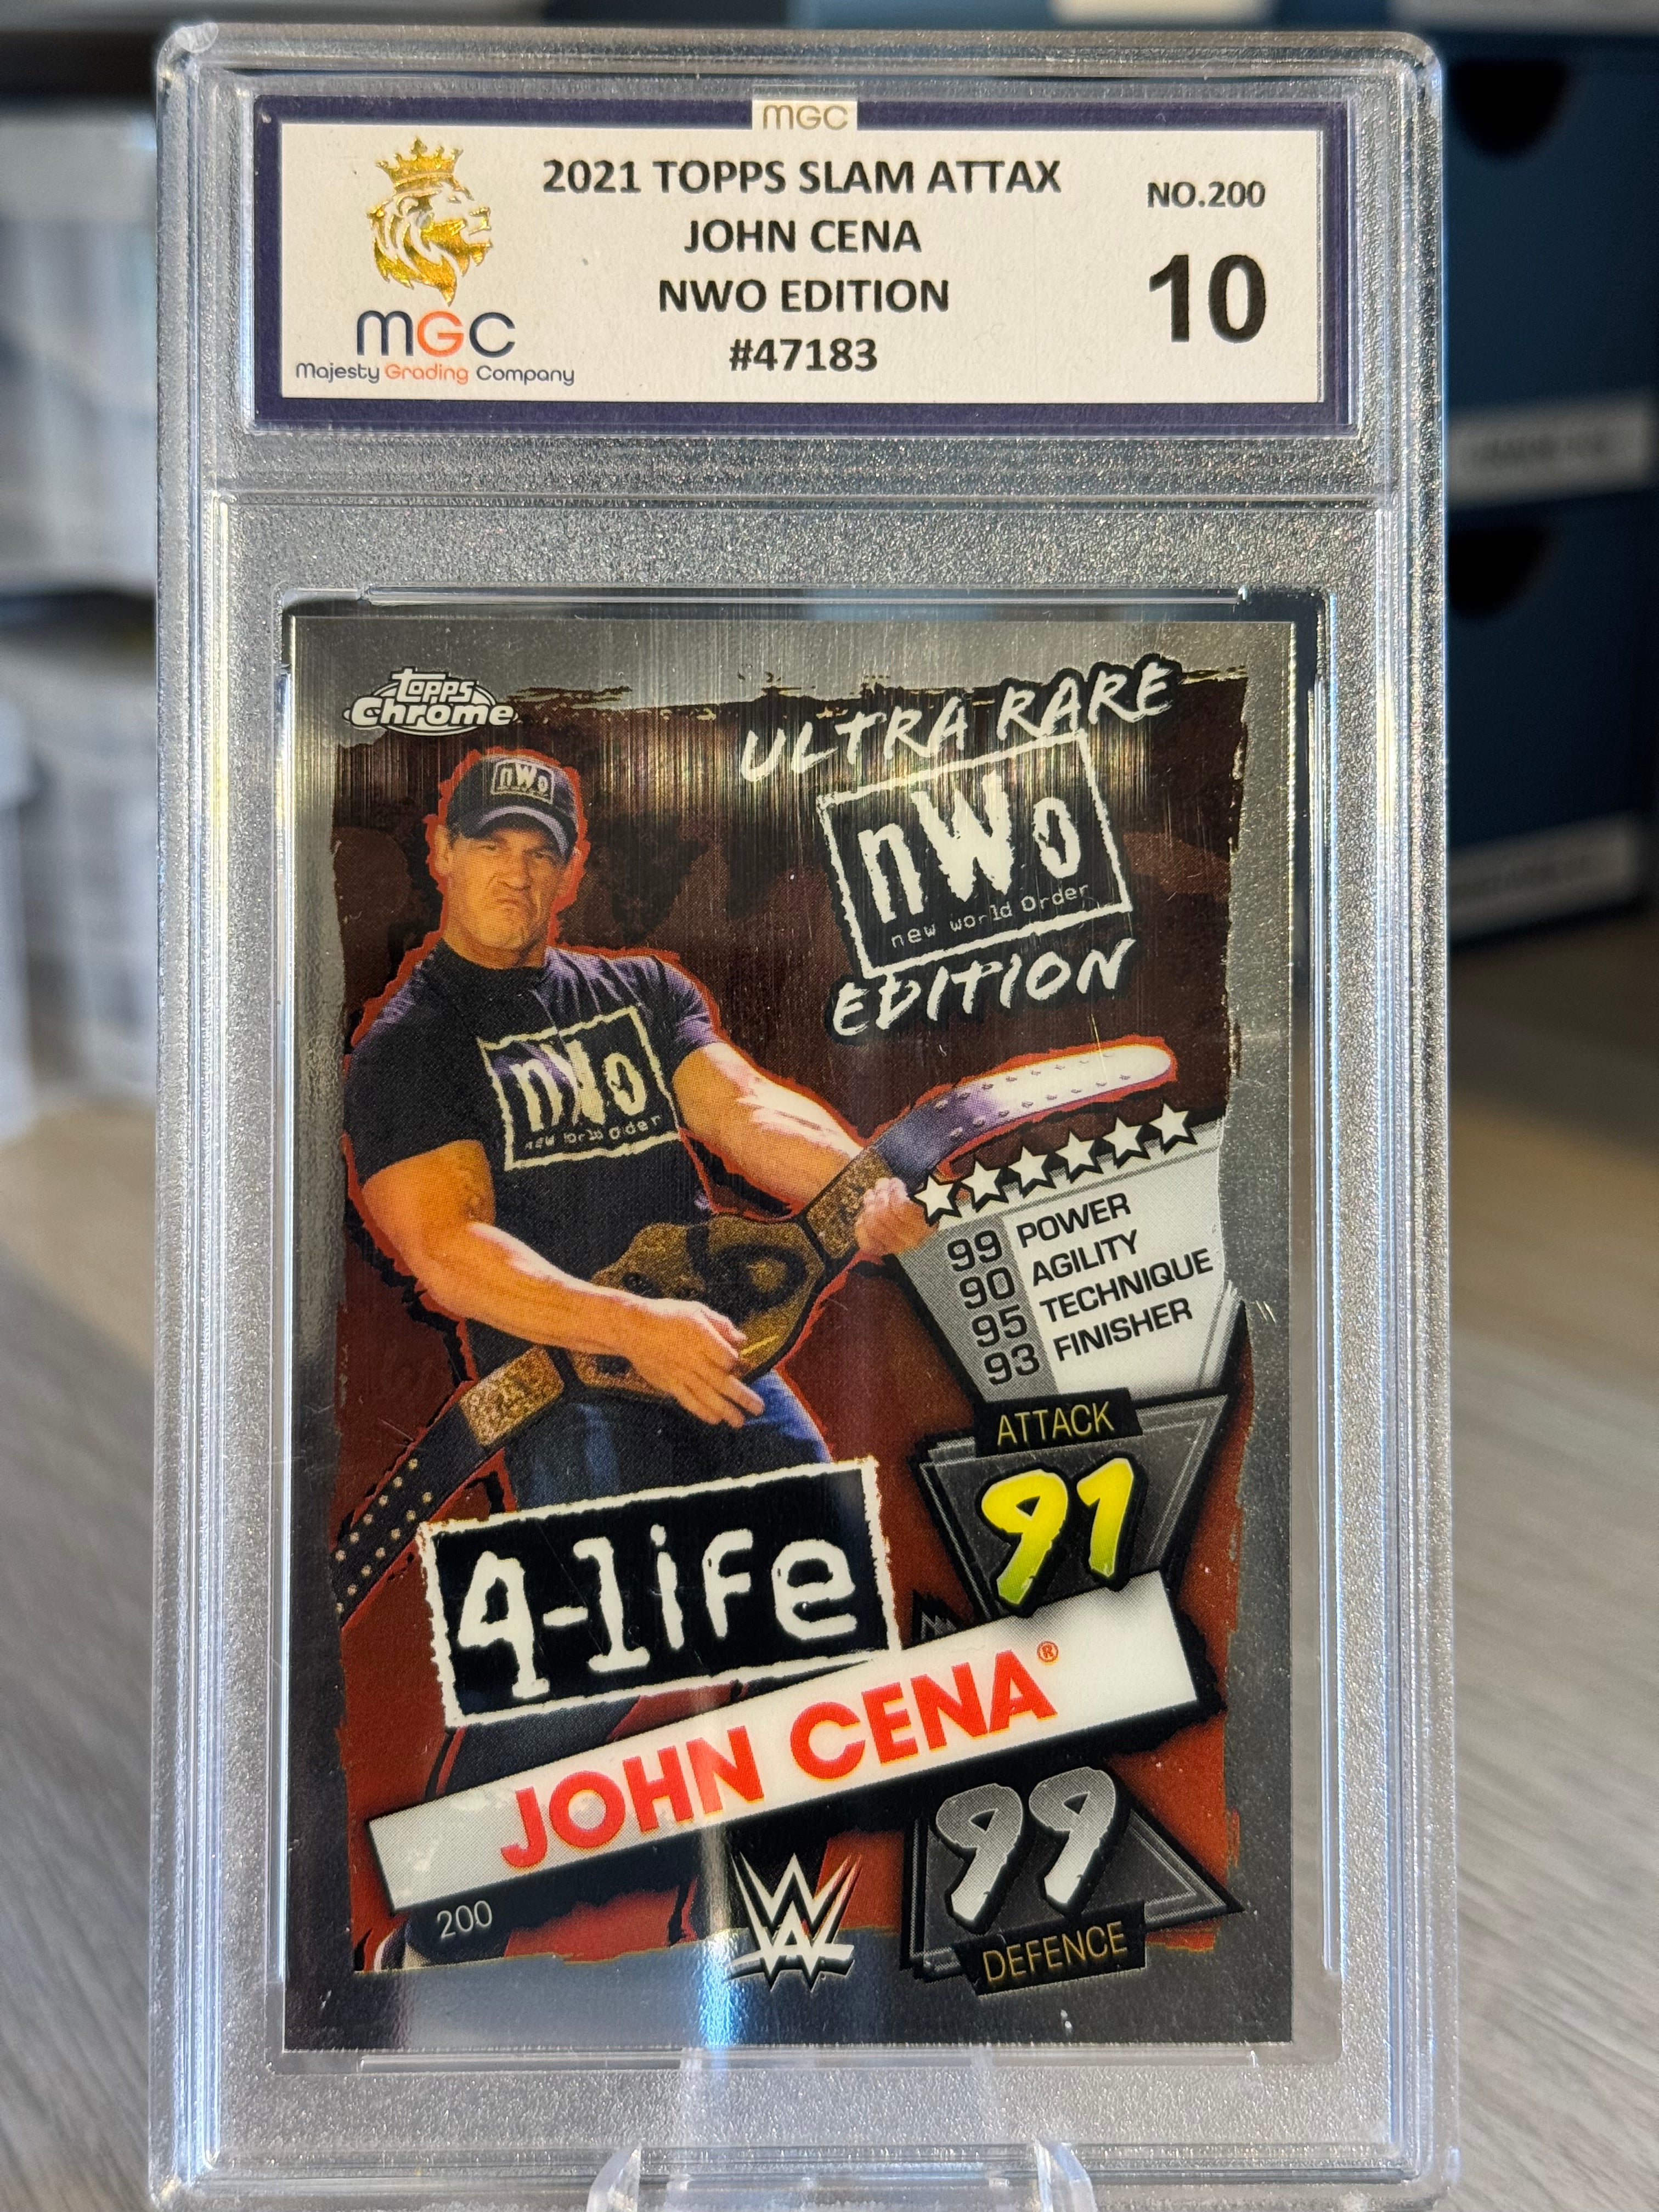 MGC
2021 TOPPS SLAM ATTAX
JOHN CENA
NWO EDITION
#47183
NO.200
10
MGC
Majesty Grading Company
Topps
Chrome
ULTRA RARE
nWo
new world Order
EDITION
nWo
nWo
new World Order
99 POWER
90 AGILITY
95 TECHNIQUE
93 FINISHER
ATTACK
91
4-life
JOHN CENA®
200
W
99
DEFENCE